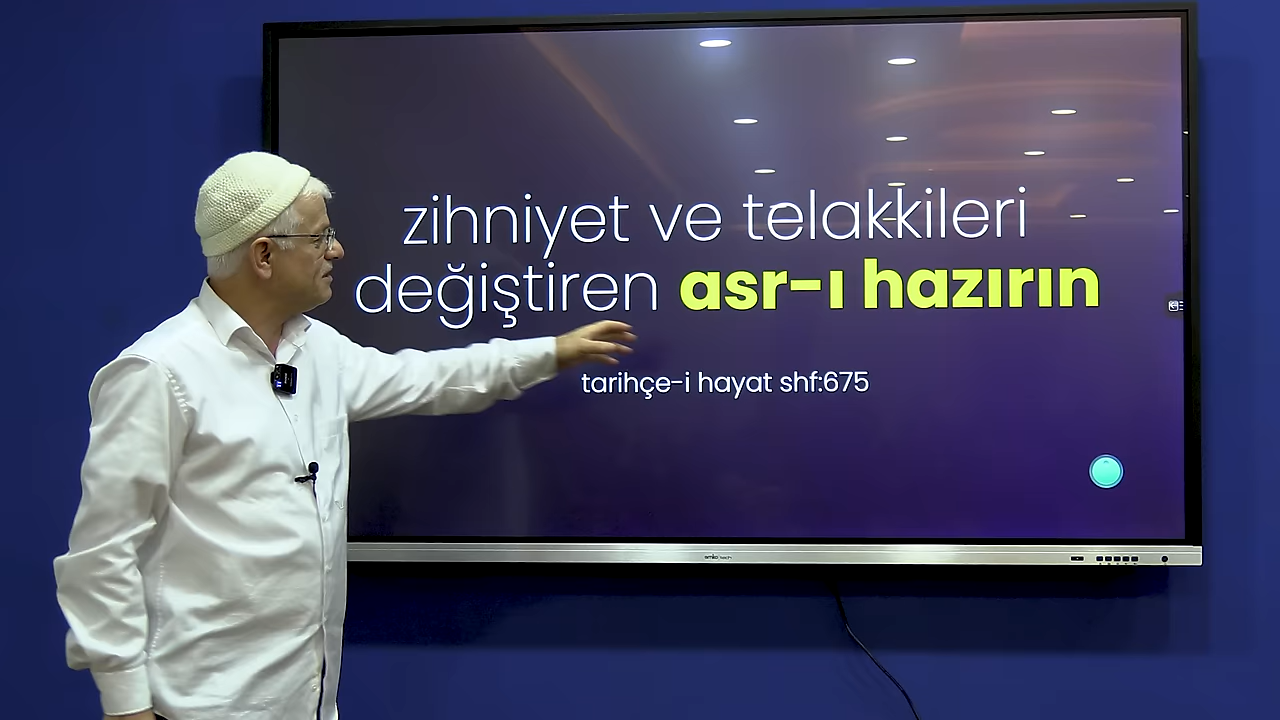 zihniyet ve telakkileri
değiştiren asr-ı hazırın
tarihçe-i hayat shf:675